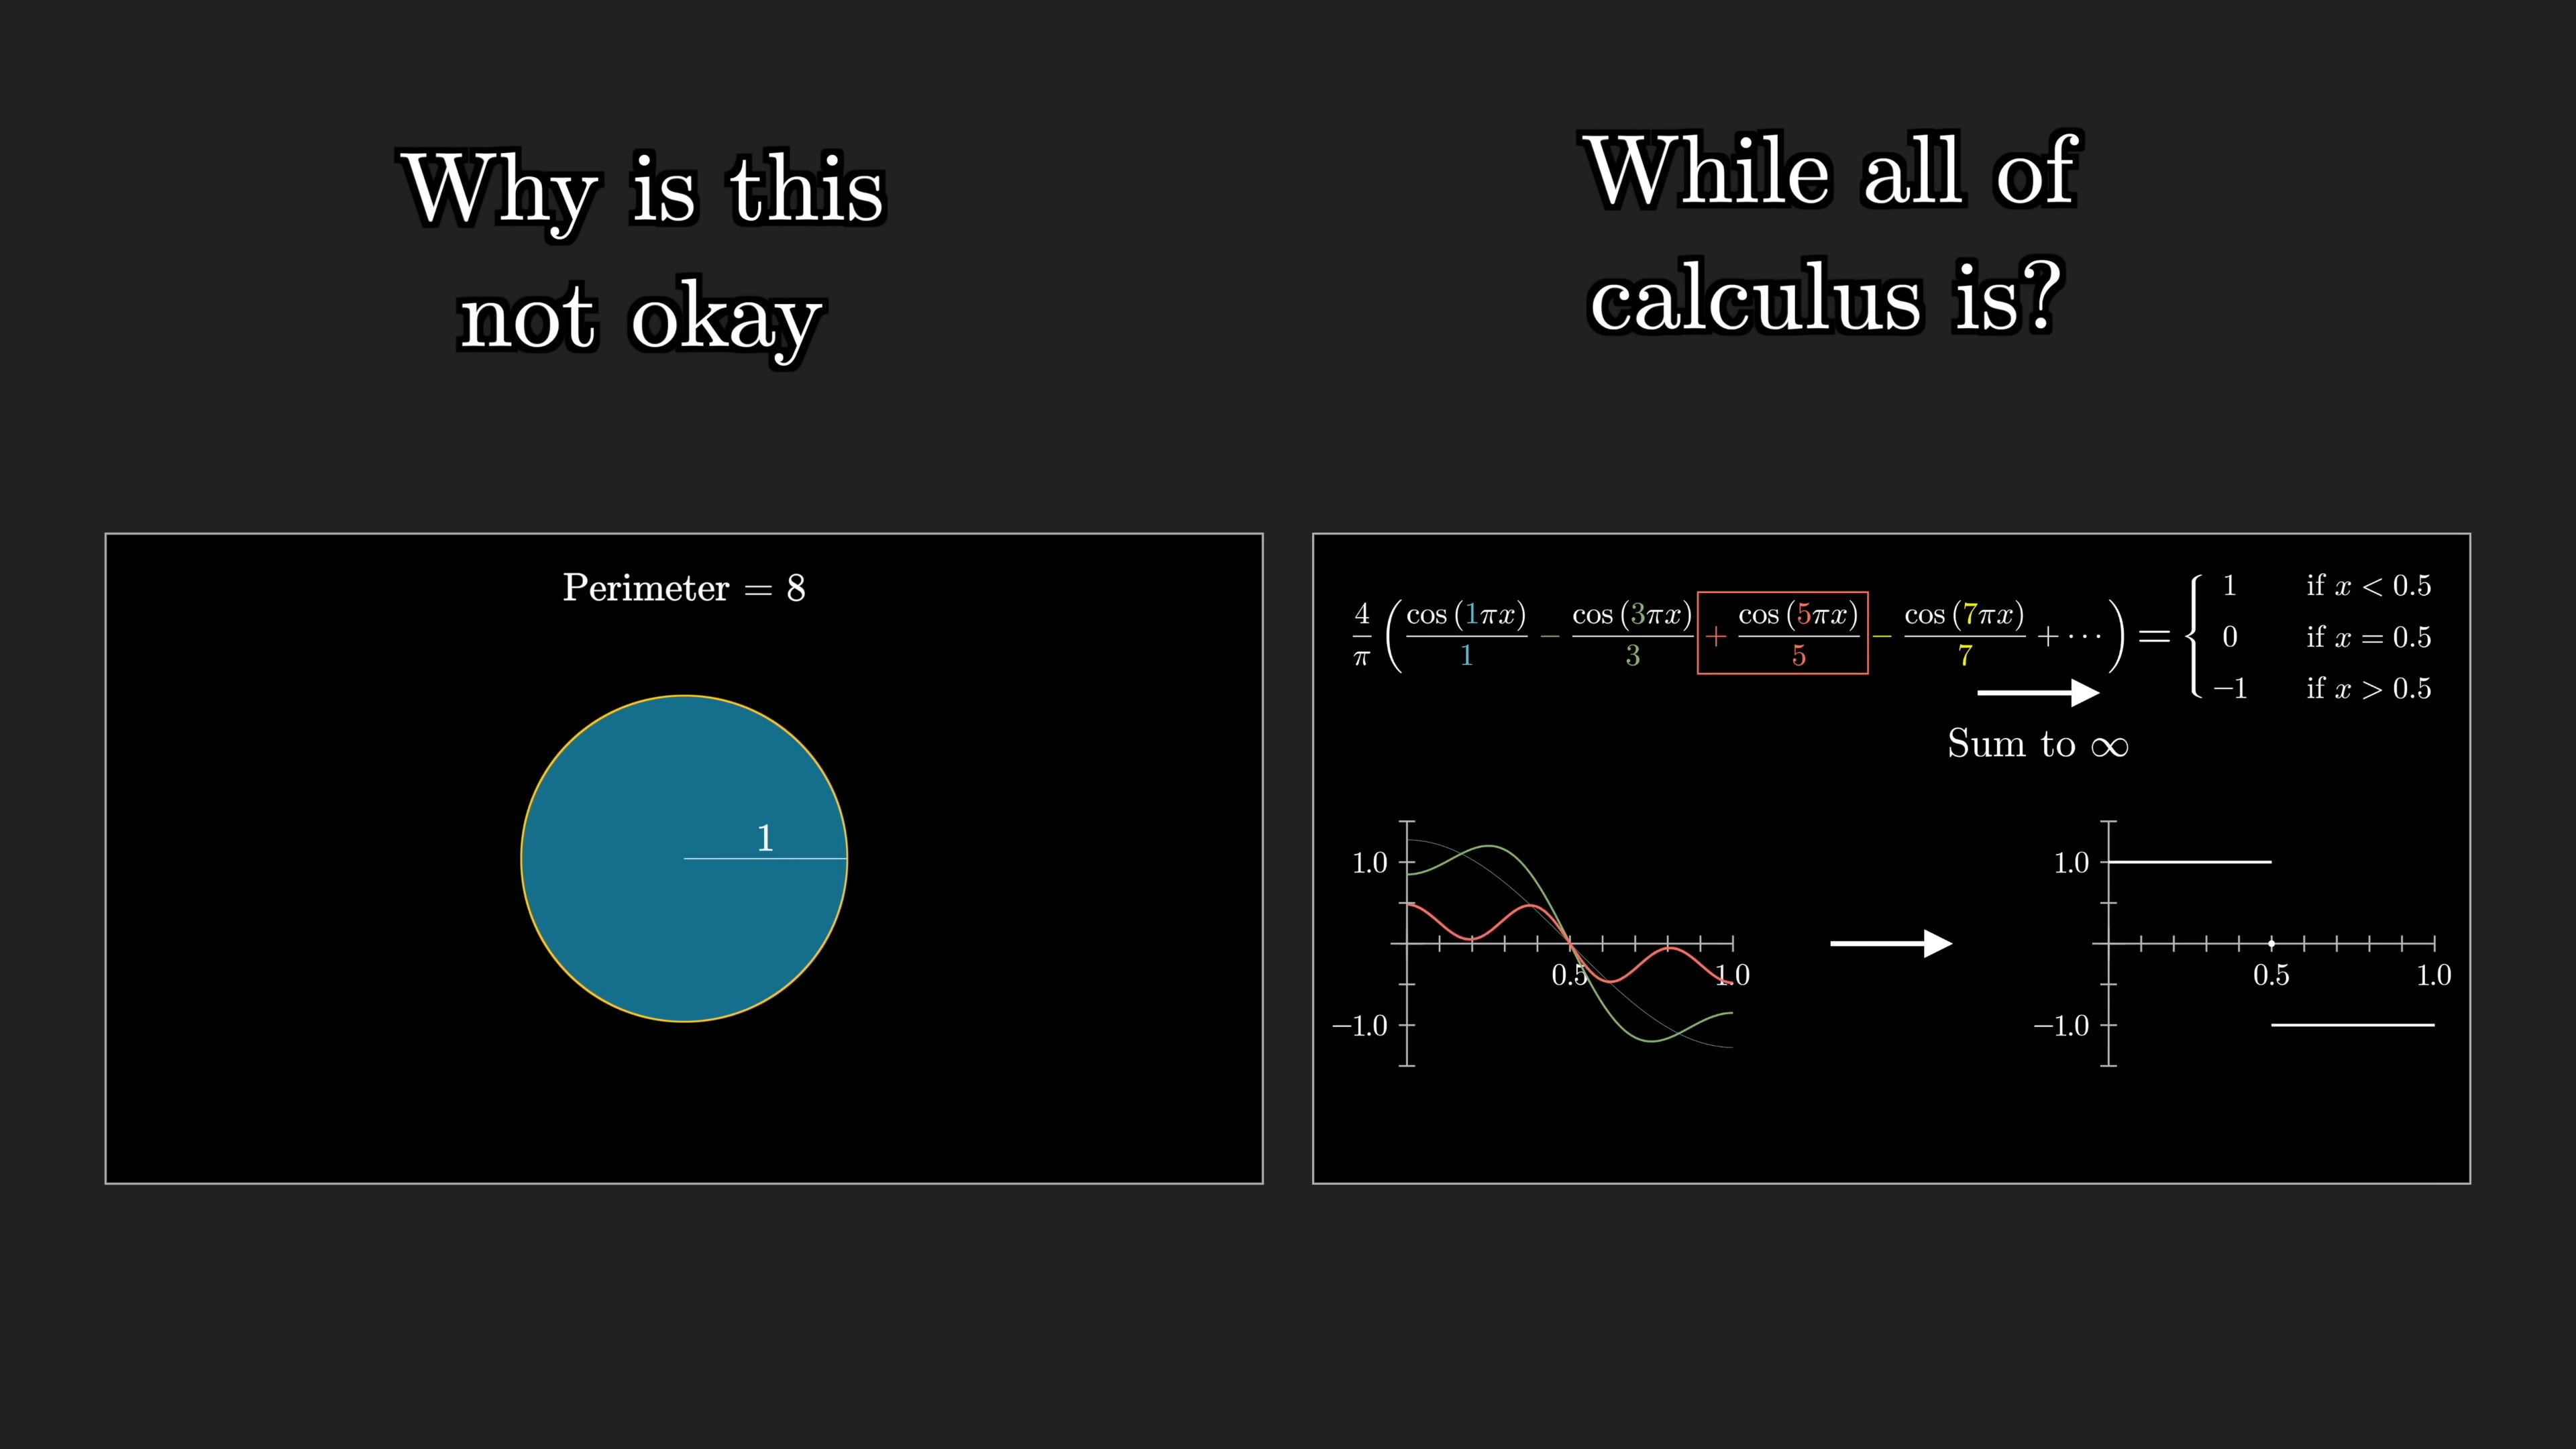 Why is this
not okay
While all of
calculus is?
Perimeter = 8
1
4/π ( cos (1πx)/1 − cos (3πx)/3 + cos (5πx)/5 − cos (7πx)/7 + ··· ) = { 1 if x < 0.5
0 if x = 0.5
−1 if x > 0.5
Sum to ∞
1.0
0.5 1.0
−1.0
1.0
0.5 1.0
−1.0